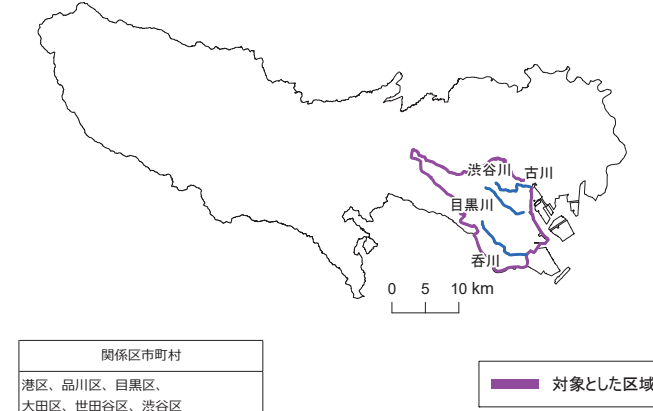 渋谷川 古川
目黒川
呑川
0 5 10 km
関係区市町村
港区、品川区、目黒区、
大田区、世田谷区、渋谷区
対象とした区域